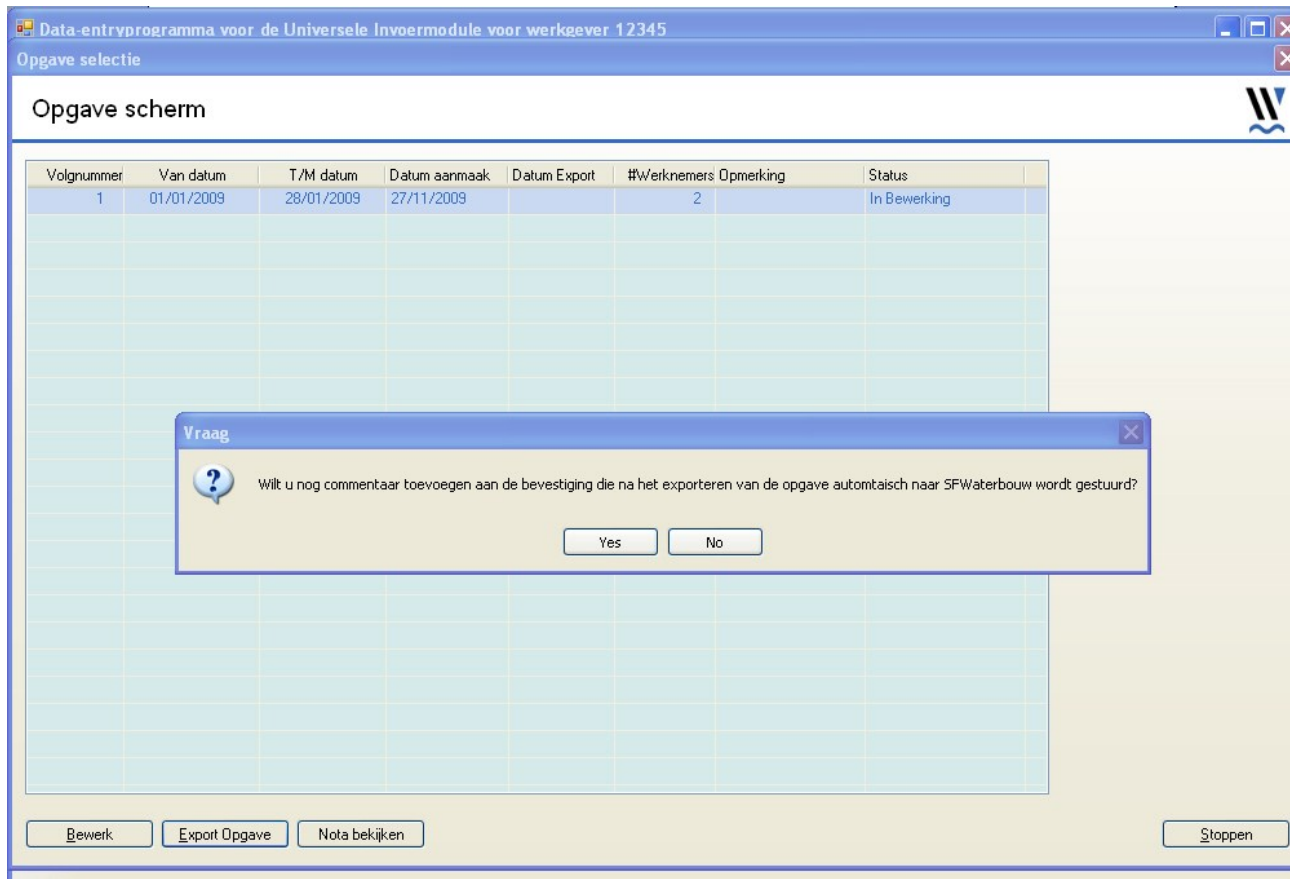 Data-entryprogramma voor de Universele Invoermodule voor werkgever 12345
Opgave selectie
Opgave scherm
Volgnummer Van datum T/M datum Datum aanmaak Datum Export #Werknemers Opmerking Status
1 01/01/2009 28/01/2009 27/11/2009 2 In Bewerking
Vraag
Wilt u nog commentaar toevoegen aan de bevestiging die na het exporteren van de opgave automtaisch naar SFWaterbouw wordt gestuurd?
Yes No
Bewerk Export Opgave Nota bekijken Stoppen